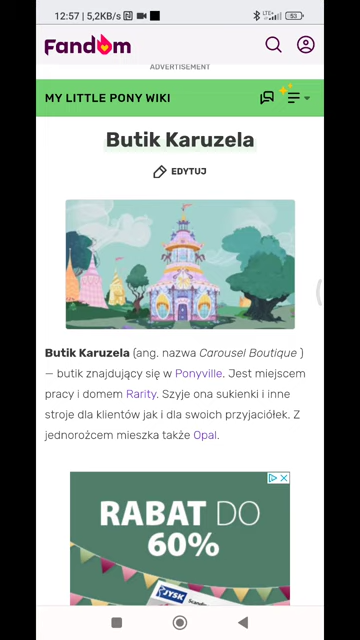 12:57 | 5,2KB/s
LTE
53
Fandom
ADVERTISEMENT
MY LITTLE PONY WIKI
Butik Karuzela
EDYTUJ
Butik Karuzela (ang. nazwa Carousel Boutique )
— butik znajdujący się w Ponyville. Jest miejscem
pracy i domem Rarity. Szyje ona sukienki i inne
stroje dla klientów jak i dla swoich przyjaciółek. Z
jednorożcem mieszka także Opal.
RABAT DO
60%
JYSK